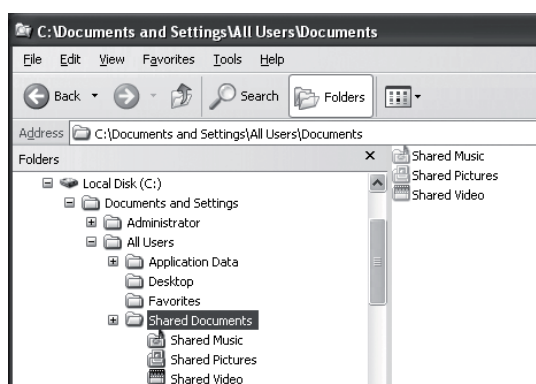 C:\Documents and Settings\All Users\Documents
File Edit View Favorites Tools Help
Back Search Folders
Address C:\Documents and Settings\All Users\Documents
Folders
Local Disk (C:)
Documents and Settings
Administrator
All Users
Application Data
Desktop
Favorites
Shared Documents
Shared Music
Shared Pictures
Shared Video
Shared Music
Shared Pictures
Shared Video